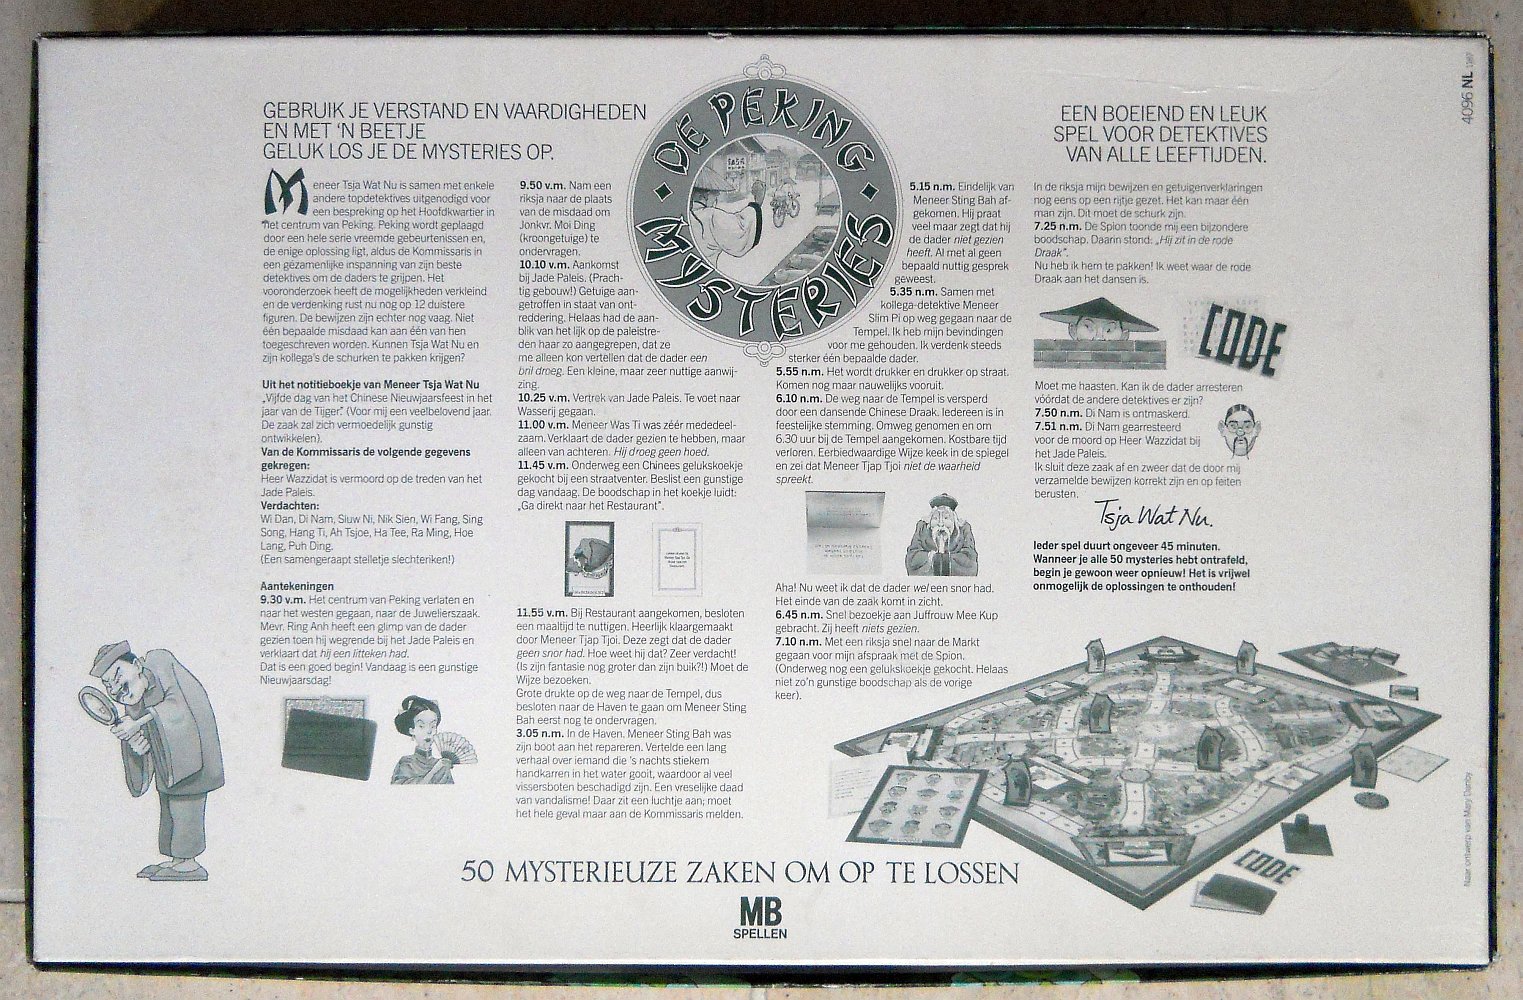 GEBRUIK JE VERSTAND EN VAARDIGHEDEN
EN MET 'N BEETJE
GELUK LOS JE DE MYSTERIES OP.
DE PEKING
MYSTERIES
EEN BOEIEND EN LEUK
SPEL VOOR DETEKTIVES
VAN ALLE LEEFTIJDEN.
4096 NL 1987
Meneer Tsja Wat Nu is samen met enkele
andere topdetektives uitgenodigd voor
een bespreking op het Hoofdkwartier in
het centrum van Peking. Peking wordt geplaagd
door een hele serie vreemde gebeurtenissen en,
de enige oplossing ligt, aldus de Kommissaris in
een gezamenlijke inspanning van zijn beste
detektives om de daders te grijpen. Het
vooronderzoek heeft de mogelijkheden verkleind
en de verdenking rust nu nog op 12 duistere
figuren. De bewijzen zijn echter nog vaag. Niet
één bepaalde misdaad kan aan één van hen
toegeschreven worden. Kunnen Tsja Wat Nu en
zijn kollega's de schurken te pakken krijgen?
Uit het notitieboekje van Meneer Tsja Wat Nu
„Vijfde dag van het Chinese Nieuwjaarsfeest in het
jaar van de Tijger" (Voor mij een veelbelovend jaar.
De zaak zal zich vermoedelijk gunstig
ontwikkelen).
Van de Kommissaris de volgende gegevens
gekregen:
Heer Wazzidat is vermoord op de treden van het
Jade Paleis.
Verdachten:
Wi Dan, Di Nam, Siuw Ni, Nik Sien, Wi Fang, Sing
Song, Hang Ti, Ah Tsjoe, Ha Tee, Ra Ming, Hoe
Lang, Puh Ding.
(Een samengeraapt stelletje slechteriken!)
Aantekeningen
9.30 v.m. Het centrum van Peking verlaten en
naar het westen gegaan, naar de Juwelierszaak.
Mevr. Ring Anh heeft een glimp van de dader
gezien toen hij wegrende bij het Jade Paleis en
verklaart dat hij een litteken had.
Dat is een goed begin! Vandaag is een gunstige
Nieuwjaarsdag!
9.50 v.m. Nam een
riksja naar de plaats
van de misdaad om
Jonkvr. Moi Ding
(kroongetuige) te
ondervragen.
10.10 v.m. Aankomst
bij Jade Paleis. (Prach-
tig gebouw!) Getuige aan-
getroffen in staat van ont-
reddering. Helaas had de aan-
blik van het lijk op de paleistre-
den haar zo aangegrepen, dat ze
me alleen kon vertellen dat de dader een
bril droeg. Een kleine, maar zeer nuttige aanwij-
zing.
10.25 v.m. Vertrek van Jade Paleis. Te voet naar
Wasserij gegaan.
11.00 v.m. Meneer Was Ti was zéér mededeel-
zaam. Verklaart de dader gezien te hebben, maar
alleen van achteren. Hij droeg geen hoed.
11.45 v.m. Onderweg een Chinees gelukskoekje
gekocht bij een straatventer. Beslist een gunstige
dag vandaag. De boodschap in het koekje luidt:
„Ga direkt naar het Restaurant".
11.55 v.m. Bij Restaurant aangekomen, besloten
een maaltijd te nuttigen. Heerlijk klaargemaakt
door Meneer Tjap Tjoi. Deze zegt dat de dader
geen snor had. Hoe weet hij dat? Zeer verdacht!
(Is zijn fantasie nog groter dan zijn buik?!) Moet de
Wijze bezoeken.
Grote drukte op de weg naar de Tempel, dus
besloten naar de Haven te gaan om Meneer Sting
Bah eerst nog te ondervragen.
3.05 n.m. In de Haven. Meneer Sting Bah was
zijn boot aan het repareren. Vertelde een lang
verhaal over iemand die 's nachts stiekem
handkarren in het water gooit, waardoor al veel
vissersboten beschadigd zijn. Een vreselijke daad
van vandalisme! Daar zit een luchtje aan; moet
het hele geval maar aan de Kommissaris melden.
5.15 n.m. Eindelijk van
Meneer Sting Bah af-
gekomen. Hij praat
veel maar zegt dat hij
de dader niet gezien
heeft. Al met al geen
bepaald nuttig gesprek
geweest.
5.35 n.m. Samen met
kollega-detektive Meneer
Slim Pi op weg gegaan naar de
Tempel. Ik heb mijn bevindingen
voor me gehouden. Ik verdenk steeds
sterker één bepaalde dader.
5.55 n.m. Het wordt drukker en drukker op straat.
Komen nog maar nauwelijks vooruit.
6.10 n.m. De weg naar de Tempel is versperd
door een dansende Chinese Draak. Iedereen is in
feestelijke stemming. Omweg genomen en om
6.30 uur bij de Tempel aangekomen. Kostbare tijd
verloren. Eerbiedwaardige Wijze keek in de spiegel
en zei dat Meneer Tjap Tjoi niet de waarheid
spreekt.
Aha! Nu weet ik dat de dader wel een snor had.
Het einde van de zaak komt in zicht.
6.45 n.m. Snel bezoekje aan Juffrouw Mee Kup
gebracht. Zij heeft niets gezien.
7.10 n.m. Met een riksja snel naar de Markt
gegaan voor mijn afspraak met de Spion.
(Onderweg nog een gelukskoekje gekocht. Helaas
niet zo'n gunstige boodschap als de vorige
keer).
In de riksja mijn bewijzen en getuigenverklaringen
nog eens op een rijtje gezet. Het kan maar één
man zijn. Dit moet de schurk zijn.
7.25 n.m. De Spion toonde mij een bijzondere
boodschap. Daarin stond: „Hij zit in de rode
Draak".
Nu heb ik hem te pakken! Ik weet waar de rode
Draak aan het dansen is.
CODE
Moet me haasten. Kan ik de dader arresteren
vóórdat de andere detektives er zijn?
7.50 n.m. Di Nam is ontmaskerd.
7.51 n.m. Di Nam gearresteerd
voor de moord op Heer Wazzidat bij
het Jade Paleis.
Ik sluit deze zaak af en zweer dat de door mij
verzamelde bewijzen korrekt zijn en op feiten
berusten.
Tsja Wat Nu.
Ieder spel duurt ongeveer 45 minuten.
Wanneer je alle 50 mysteries hebt ontrafeld,
begin je gewoon weer opnieuw! Het is vrijwel
onmogelijk de oplossingen te onthouden!
CODE
Naar ontwerp van Mary Danby
50 MYSTERIEUZE ZAKEN OM OP TE LOSSEN
MB
SPELLEN